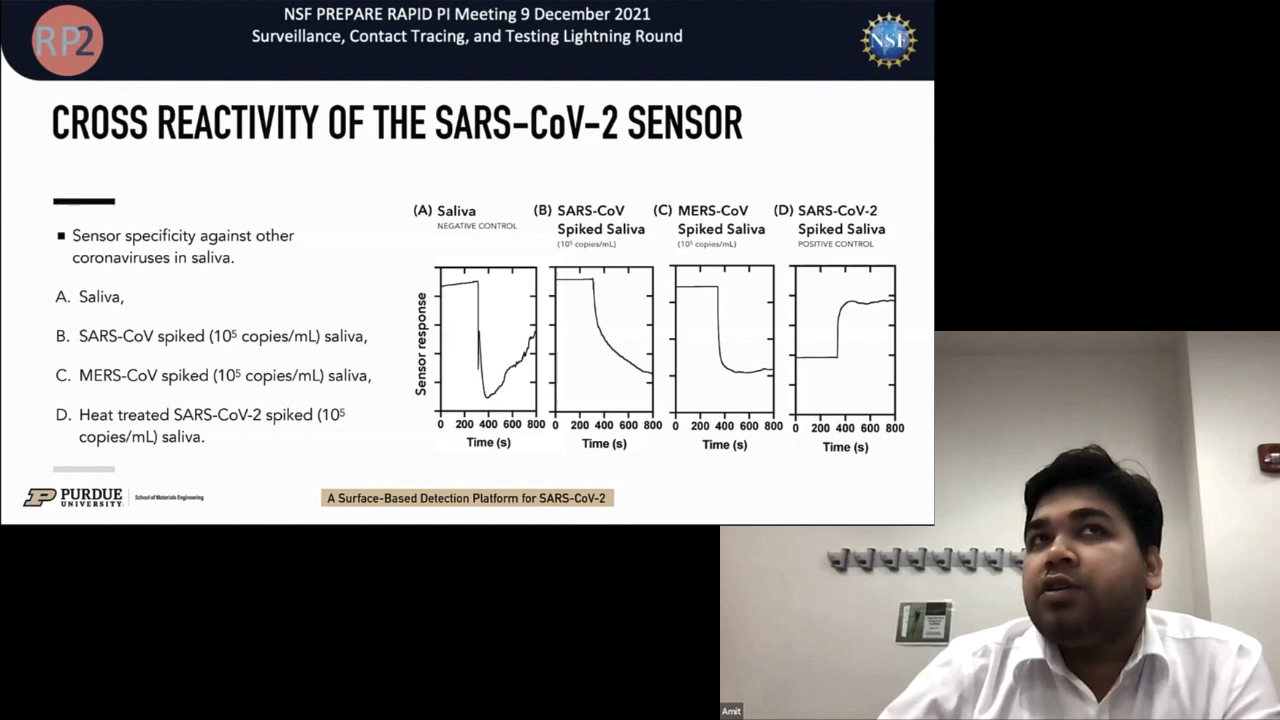 NSF PREPARE RAPID PI Meeting 9 December 2021
Surveillance, Contact Tracing, and Testing Lightning Round
RP2
NSF
CROSS REACTIVITY OF THE SARS-CoV-2 SENSOR
■ Sensor specificity against other
coronaviruses in saliva.
A. Saliva,
B. SARS-CoV spiked (10⁵ copies/mL) saliva,
C. MERS-CoV spiked (10⁵ copies/mL) saliva,
D. Heat treated SARS-CoV-2 spiked (10⁵
copies/mL) saliva.
(A) Saliva
NEGATIVE CONTROL
(B) SARS-CoV
Spiked Saliva
(10⁵ copies/mL)
(C) MERS-CoV
Spiked Saliva
(10⁵ copies/mL)
(D) SARS-CoV-2
Spiked Saliva
POSITIVE CONTROL
Sensor response
0 200 400 600 800
Time (s)
0 200 400 600 800
Time (s)
0 200 400 600 800
Time (s)
0 200 400 600 800
Time (s)
PURDUE
UNIVERSITY
School of Materials Engineering
A Surface-Based Detection Platform for SARS-CoV-2
Amit